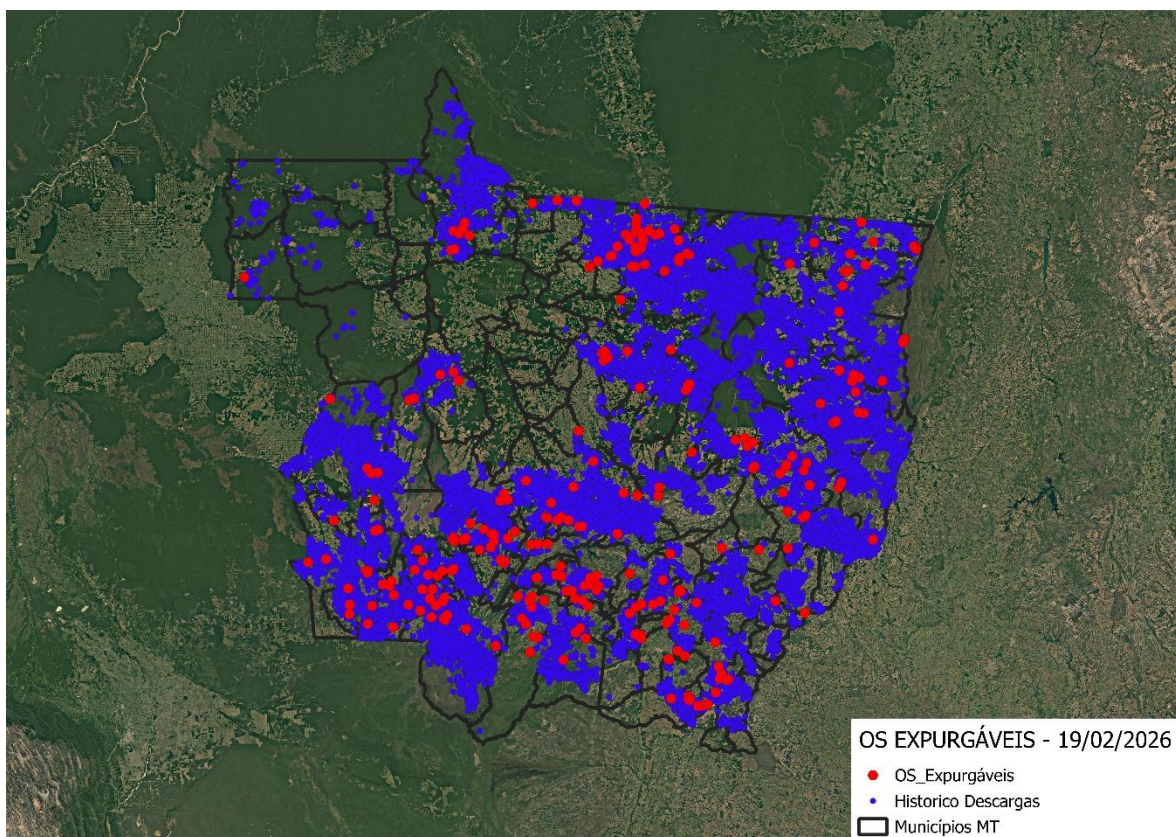 OS EXPURGÁVEIS - 19/02/2026
OS_Expurgáveis
Historico Descargas
Municípios MT